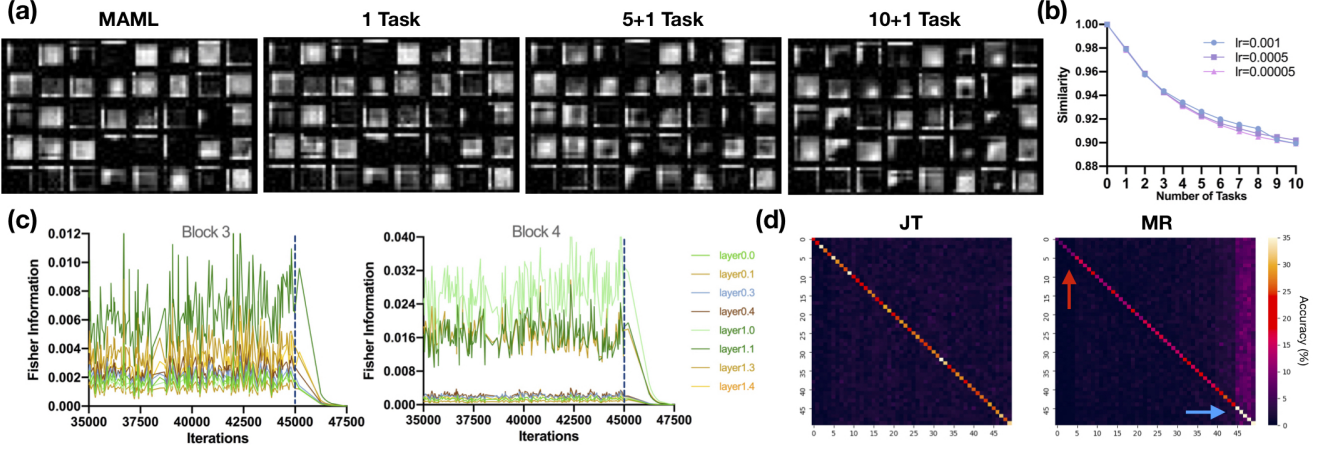 (a)
MAML
1 Task
5+1 Task
10+1 Task
(b)
1.00
0.98
0.96
0.94
0.92
0.90
0.88
Similarity
0 1 2 3 4 5 6 7 8 9 10
Number of Tasks
lr=0.001
lr=0.0005
lr=0.00005
(c)
Block 3
0.012
0.010
0.008
0.006
0.004
0.002
0.000
Fisher Information
35000 37500 40000 42500 45000 47500
Iterations
Block 4
0.040
0.032
0.024
0.016
0.008
0.000
Fisher Information
35000 37500 40000 42500 45000 47500
Iterations
layer0.0
layer0.1
layer0.3
layer0.4
layer1.0
layer1.1
layer1.3
layer1.4
(d)
JT
0
5
10
15
20
25
30
35
40
45
0 5 10 15 20 25 30 35 40 45
MR
0
5
10
15
20
25
30
35
40
45
0 5 10 15 20 25 30 35 40 45
35
30
25
20
15
10
5
0
Accuracy (%)